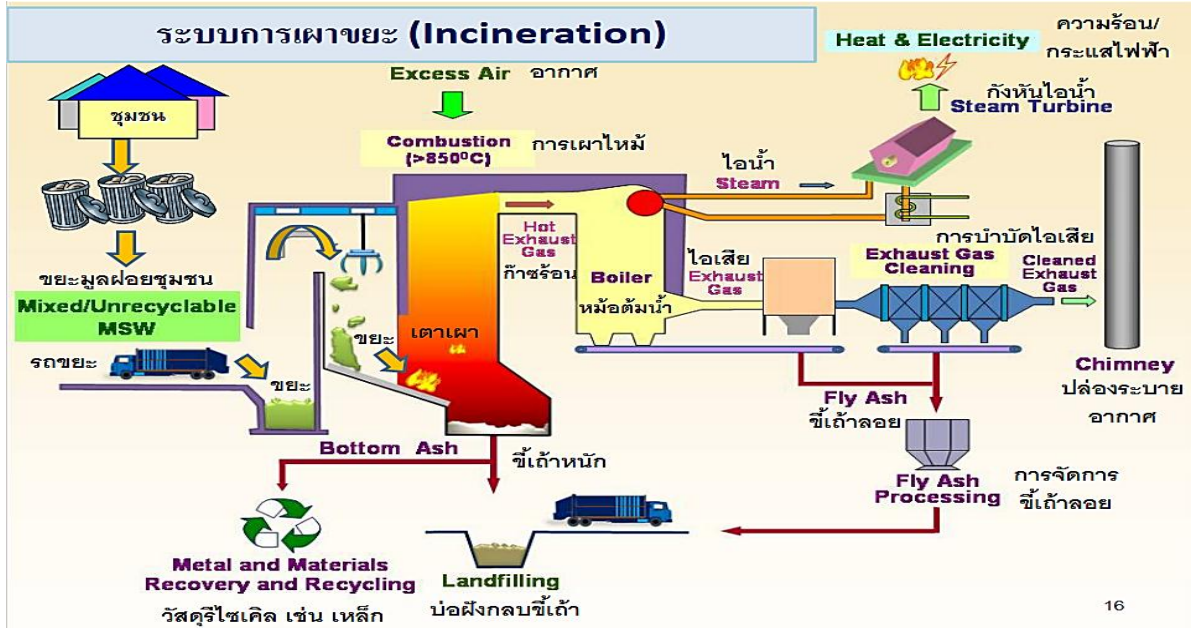 ระบบการเผาขยะ (Incineration)
ชุมชน
ขยะมูลฝอยชุมชน
Mixed/Unrecyclable
MSW
รถขยะ
ขยะ
Excess Air อากาศ
Combustion
(>850⁰C)
การเผาไหม้
ขยะ
เตาเผา
Hot
Exhaust
Gas
ก๊าซร้อน
Boiler
หม้อต้มน้ำ
ไอน้ำ
Steam
Heat & Electricity
ความร้อน/
กระแสไฟฟ้า
กังหันไอน้ำ
Steam Turbine
ไอเสีย
Exhaust
Gas
การบำบัดไอเสีย
Exhaust Gas
Cleaning
Cleaned
Exhaust
Gas
Chimney
ปล่องระบาย
อากาศ
Fly Ash
ขี้เถ้าลอย
Fly Ash
Processing
การจัดการ
ขี้เถ้าลอย
Bottom Ash
ขี้เถ้าหนัก
Metal and Materials
Recovery and Recycling
วัสดุรีไซเคิล เช่น เหล็ก
Landfilling
บ่อฝังกลบขี้เถ้า
16